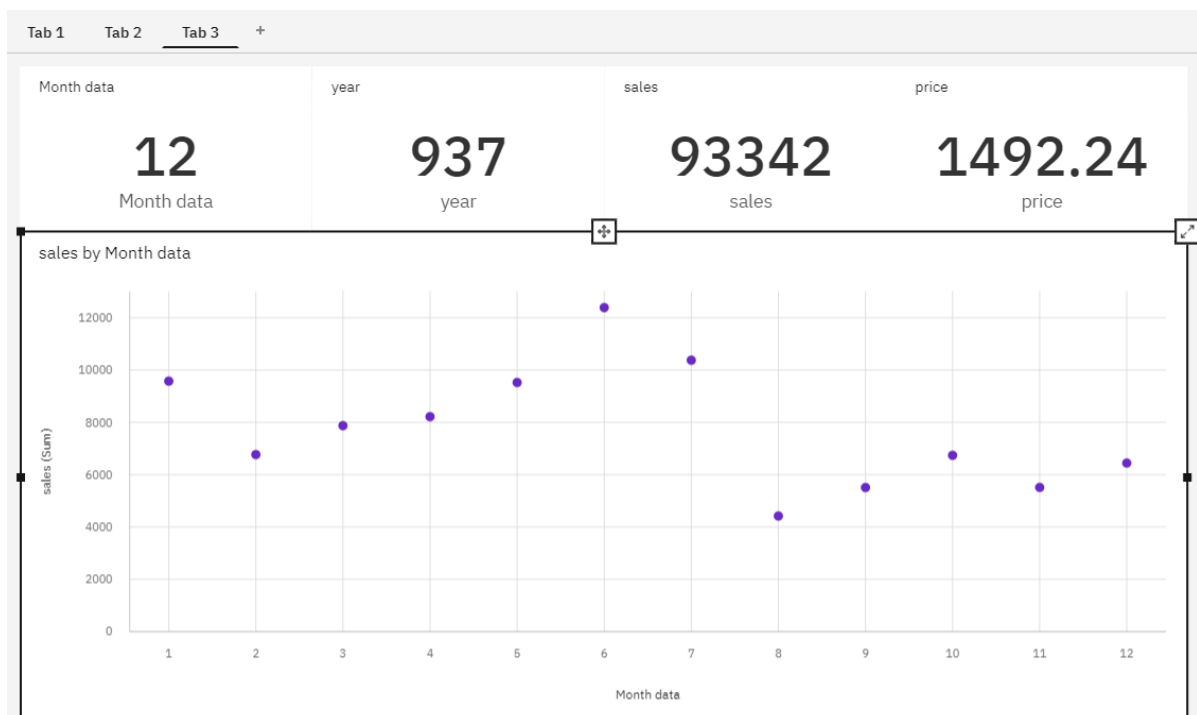 Tab 1 Tab 2 Tab 3 +
Month data year sales price
12 937 93342 1492.24
Month data year sales price
sales by Month data
12000
10000
8000
6000
4000
2000
0
sales (Sum)
1 2 3 4 5 6 7 8 9 10 11 12
Month data